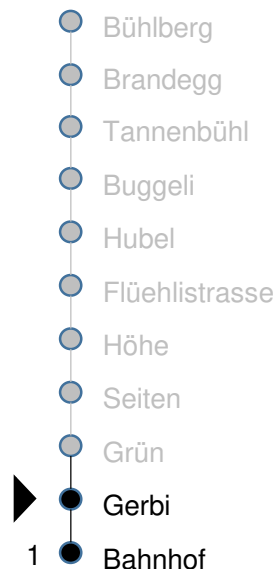 Bühlberg
Brandegg
Tannenbühl
Buggeli
Hubel
Flüehlistrasse
Höhe
Seiten
Grün
Gerbi
1 Bahnhof